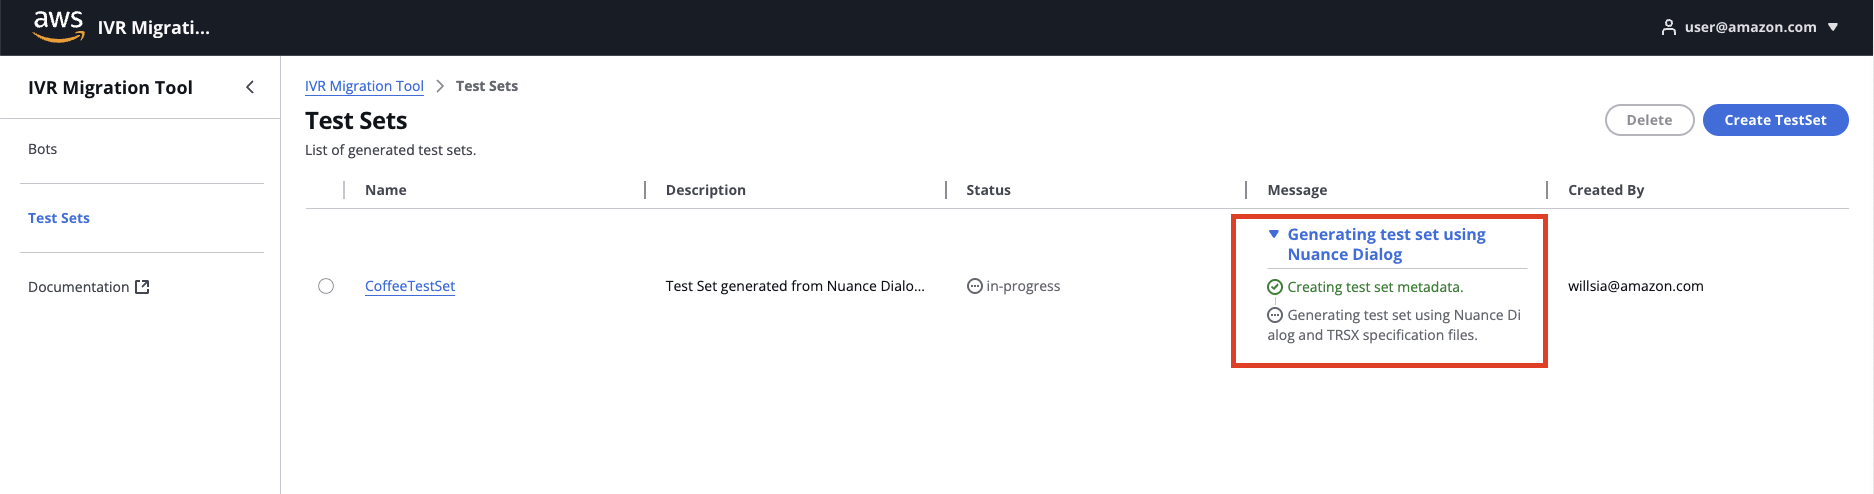 aws
IVR Migrati...
user@amazon.com
IVR Migration Tool
Bots
Test Sets
Documentation
IVR Migration Tool > Test Sets
Test Sets
List of generated test sets.
Delete
Create TestSet
Name
Description
Status
Message
Created By
CoffeeTestSet
Test Set generated from Nuance Dialo...
in-progress
Generating test set using
Nuance Dialog
Creating test set metadata.
Generating test set using Nuance Di
alog and TRSX specification files.
willsia@amazon.com